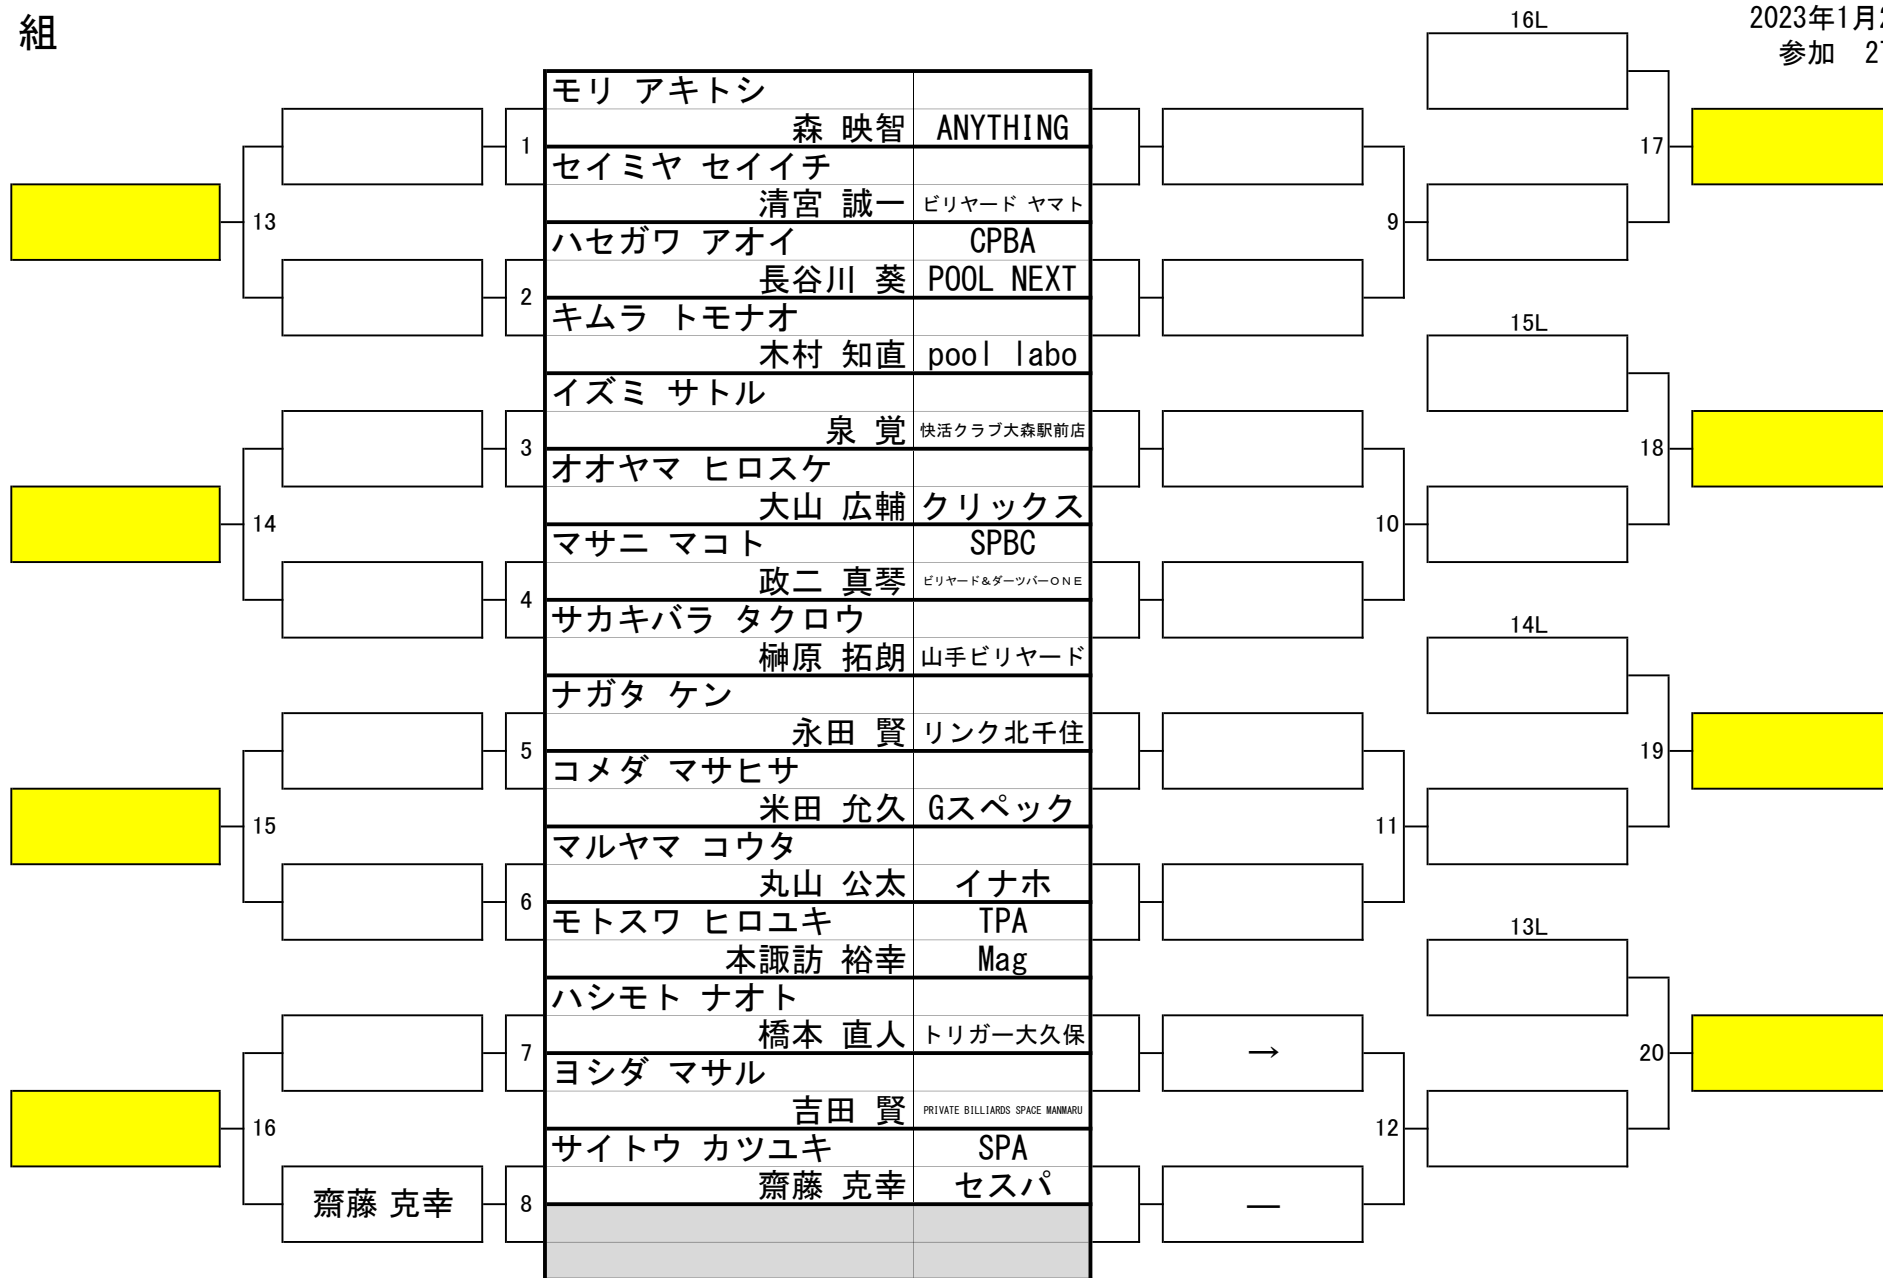 組
16L
2023年1月2
参加 27
モリ アキトシ
1 森 映智 ANYTHING
17
セイミヤ セイイチ
清宮 誠一 ビリヤード ヤマト
13
9
ハセガワ アオイ CPBA
2 長谷川 葵 POOL NEXT
キムラ トモナオ
15L
木村 知直 pool labo
イズミ サトル
3 泉 覚 快活クラブ大森駅前店
18
オオヤマ ヒロスケ
大山 広輔 クリックス
14
10
マサニ マコト SPBC
4 政二 真琴 ビリヤード&ダーツバーONE
サカキバラ タクロウ
14L
榊原 拓朗 山手ビリヤード
ナガタ ケン
5 永田 賢 リンク北千住
19
コメダ マサヒサ
米田 允久 Gスペック
15
11
マルヤマ コウタ
6 丸山 公太 イナホ
モトスワ ヒロユキ TPA
13L
本諏訪 裕幸 Mag
ハシモト ナオト
7 橋本 直人 トリガー大久保
→
20
ヨシダ マサル
吉田 賢 PRIVATE BILLIARDS SPACE MANMARU
16
12
サイトウ カツユキ SPA
齋藤 克幸 セスパ
齋藤 克幸 8
—